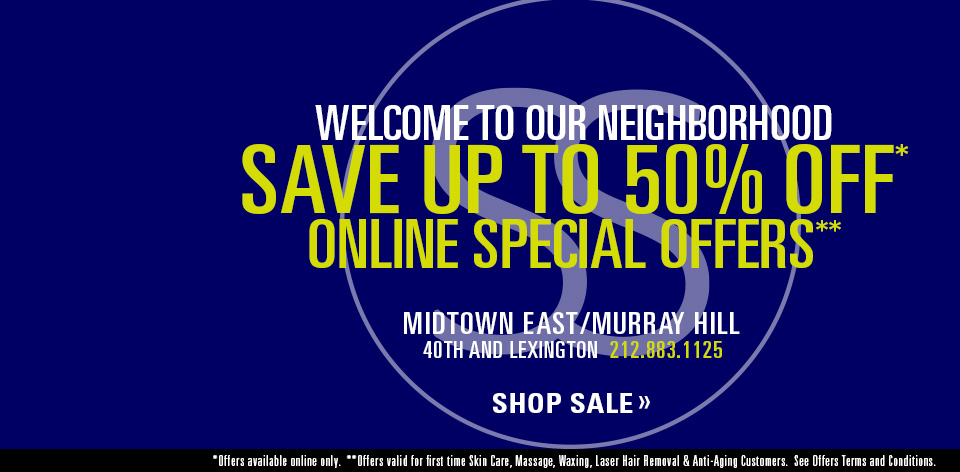 WELCOME TO OUR NEIGHBORHOOD
SAVE UP TO 50% OFF*
ONLINE SPECIAL OFFERS**
MIDTOWN EAST/MURRAY HILL
40TH AND LEXINGTON 212.883.1125
SHOP SALE »
*Offers available online only. **Offers valid for first time Skin Care, Massage, Waxing, Laser Hair Removal & Anti-Aging Customers. See Offers Terms and Conditions.